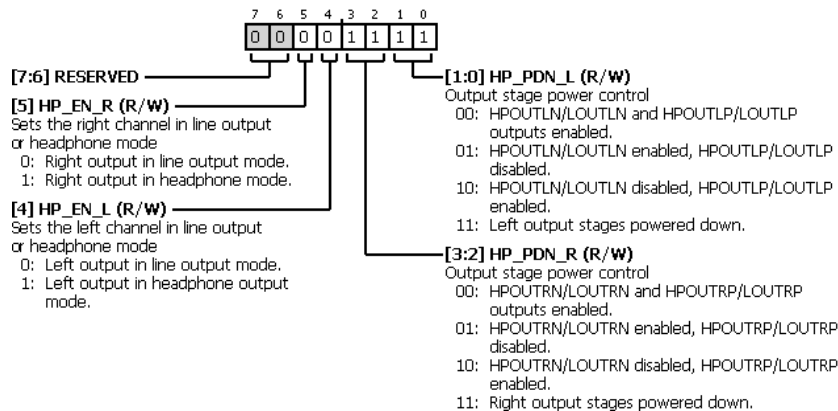 7 6 5 4 3 2 1 0
0 0 0 0 1 1 1 1
[7:6] RESERVED
[5] HP_EN_R (R/W)
Sets the right channel in line output
or headphone mode
0: Right output in line output mode.
1: Right output in headphone mode.
[4] HP_EN_L (R/W)
Sets the left channel in line output
or headphone mode
0: Left output in line output mode.
1: Left output in headphone output
mode.
[1:0] HP_PDN_L (R/W)
Output stage power control
00: HPOUTLN/LOUTLN and HPOUTLP/LOUTLP
outputs enabled.
01: HPOUTLN/LOUTLN enabled, HPOUTLP/LOUTLP
disabled.
10: HPOUTLN/LOUTLN disabled, HPOUTLP/LOUTLP
enabled.
11: Left output stages powered down.
[3:2] HP_PDN_R (R/W)
Output stage power control
00: HPOUTRN/LOUTRN and HPOUTRP/LOUTRP
outputs enabled.
01: HPOUTRN/LOUTRN enabled, HPOUTRP/LOUTRP
disabled.
10: HPOUTRN/LOUTRN disabled, HPOUTRP/LOUTRP
enabled.
11: Right output stages powered down.